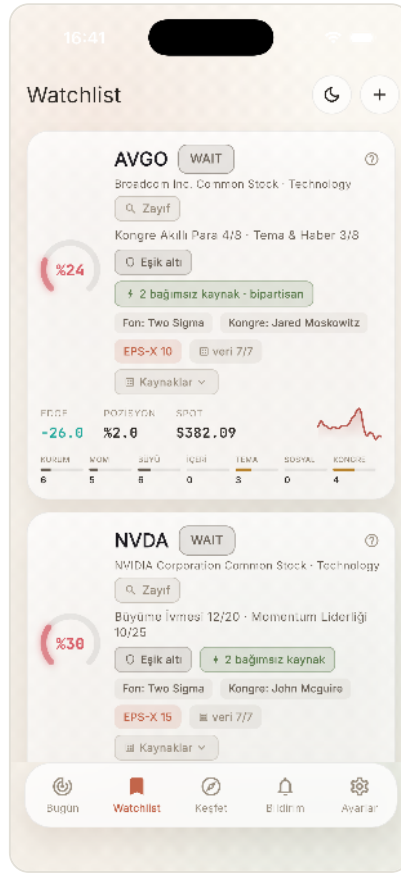 16:41
Watchlist
AVGO WAIT
Broadcom Inc. Common Stock · Technology
Zayıf
Kongre Akıllı Para 4/8 · Tema & Haber 3/8
%24
Eşik altı
2 bağımsız kaynak · bipartisan
Fon: Two Sigma Kongre: Jared Moskowitz
EPS-X 10 veri 7/7
Kaynaklar
EDGE POZİSYON SPOT
-26.0 %2.0 $382.09
KURUM MOM BÜYÜ İÇERİ TEMA SOSYAL KONGRE
6 5 6 0 3 0 4
NVDA WAIT
NVIDIA Corporation Common Stock · Technology
Zayıf
Büyüme İvmesi 12/20 · Momentum Liderliği
10/25
%30
Eşik altı 2 bağımsız kaynak
Fon: Two Sigma Kongre: John Mcguire
EPS-X 15 veri 7/7
Kaynaklar
Bugün Watchlist Keşfet Bildirim Ayarlar